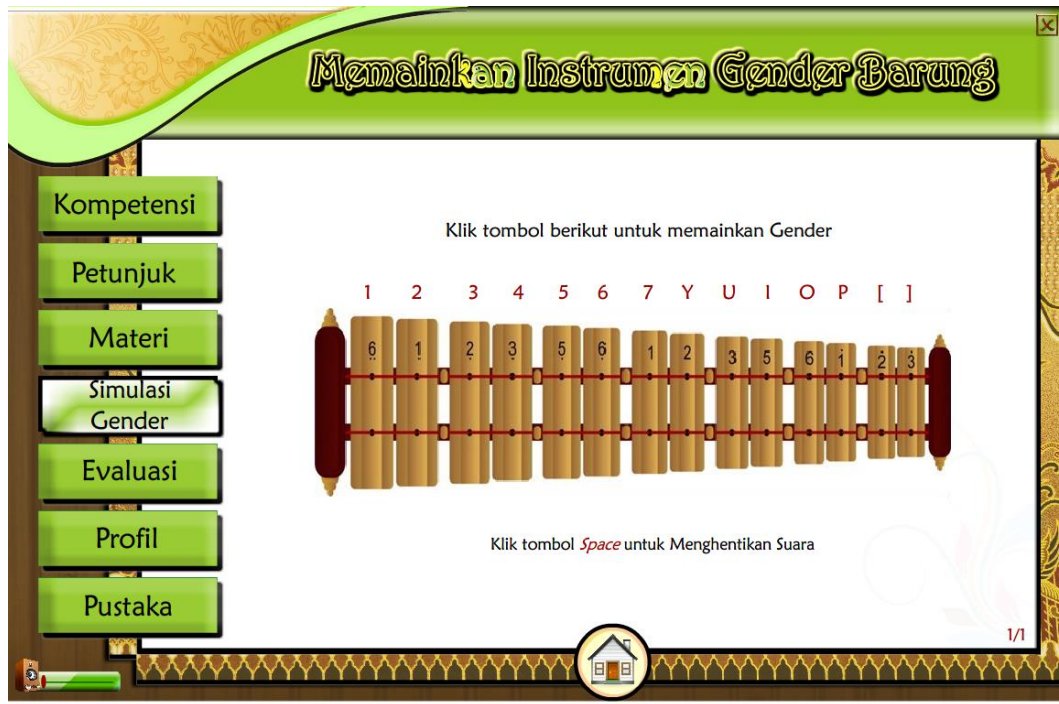 Memainkan Instrumen Gender Barung
Kompetensi
Petunjuk
Materi
Simulasi
Gender
Evaluasi
Profil
Pustaka
Klik tombol berikut untuk memainkan Gender
1 2 3 4 5 6 7 Y U I O P [ ]
6̤ 1̣ 2̣ 3̣ 5̣ 6̣ 1 2 3 5 6 1̇ 2̇ 3̇
Klik tombol Space untuk Menghentikan Suara
1/1